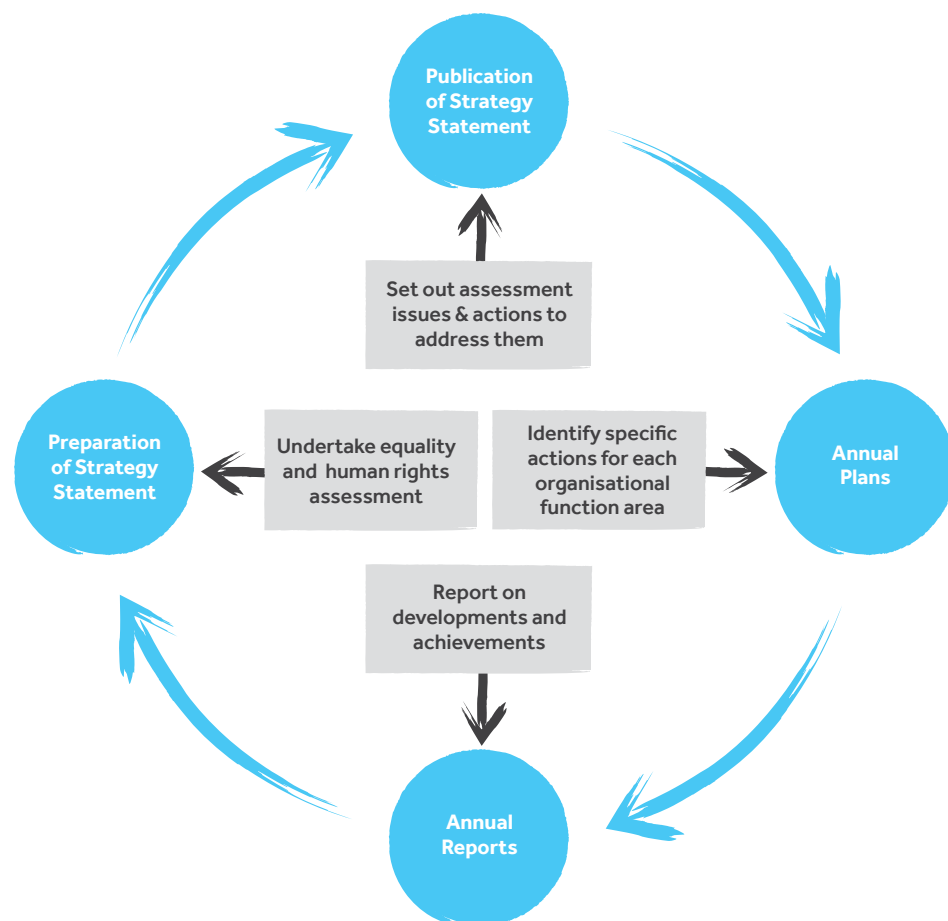 Publication
of Strategy
Statement
Set out assessment
issues & actions to
address them
Preparation
of Strategy
Statement
Undertake equality
and human rights
assessment
Identify specific
actions for each
organisational
function area
Annual
Plans
Report on
developments and
achievements
Annual
Reports